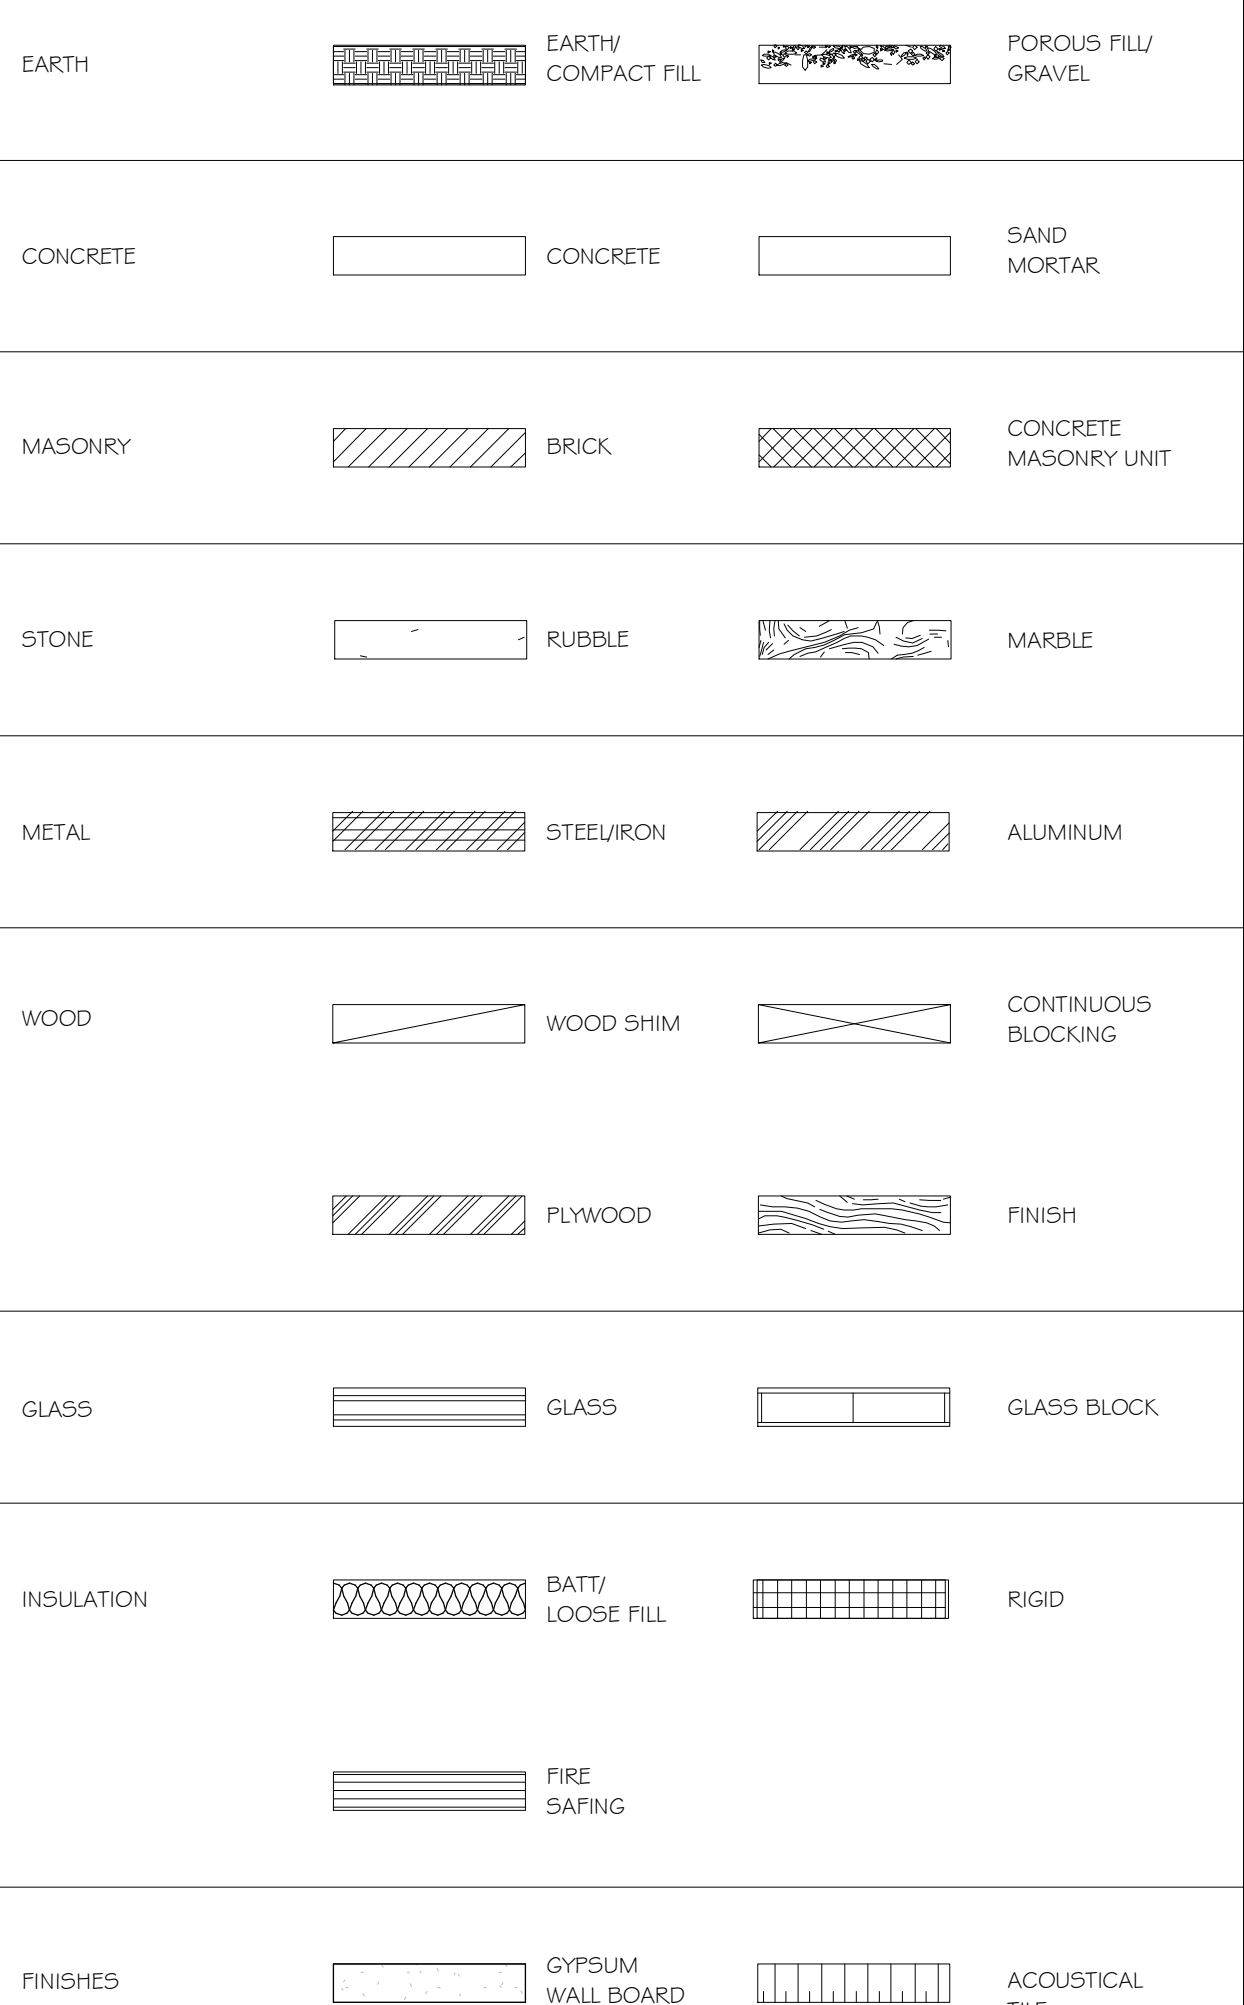 EARTH
EARTH/
COMPACT FILL
POROUS FILL/
GRAVEL
CONCRETE
CONCRETE
SAND
MORTAR
MASONRY
BRICK
CONCRETE
MASONRY UNIT
STONE
RUBBLE
MARBLE
METAL
STEEL/IRON
ALUMINUM
WOOD
WOOD SHIM
CONTINUOUS
BLOCKING
PLYWOOD
FINISH
GLASS
GLASS
GLASS BLOCK
INSULATION
BATT/
LOOSE FILL
RIGID
FIRE
SAFING
FINISHES
GYPSUM
WALL BOARD
ACOUSTICAL